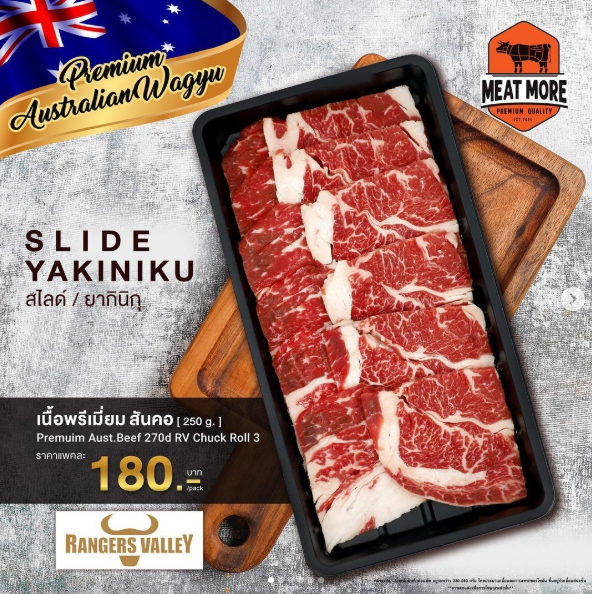 Premium
Australian Wagyu
MEAT MORE
PREMIUM QUALITY
SLIDE
YAKINIKU
สไลด์ / ยากินิกุ
เนื้อพรีเมี่ยม สันคอ [ 250 g. ]
Premuim Aust.Beef 270d RV Chuck Roll 3
ราคาแพคละ
180.-
บาท
/pack
RANGERS VALLEY